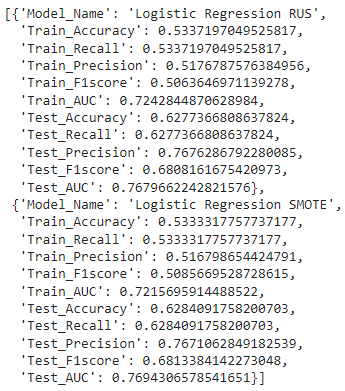 [{'Model_Name': 'Logistic Regression RUS',
'Train_Accuracy': 0.5337197049525817,
'Train_Recall': 0.5337197049525817,
'Train_Precision': 0.5176787576384956,
'Train_F1score': 0.5063646971139278,
'Train_AUC': 0.7242844870628984,
'Test_Accuracy': 0.6277366808637824,
'Test_Recall': 0.6277366808637824,
'Test_Precision': 0.7676286792280085,
'Test_F1score': 0.6808161675420973,
'Test_AUC': 0.7679662242821576},
{'Model_Name': 'Logistic Regression SMOTE',
'Train_Accuracy': 0.5333317757737177,
'Train_Recall': 0.5333317757737177,
'Train_Precision': 0.516798654424791,
'Train_F1score': 0.5085669528728615,
'Train_AUC': 0.7215695914488522,
'Test_Accuracy': 0.6284091758200703,
'Test_Recall': 0.6284091758200703,
'Test_Precision': 0.7671062849182539,
'Test_F1score': 0.6813384142273048,
'Test_AUC': 0.7694306578541651}]